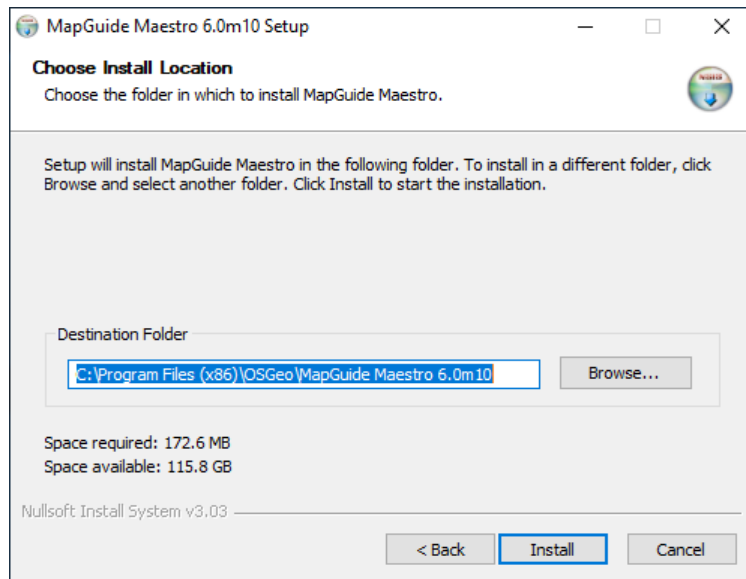 MapGuide Maestro 6.0m10 Setup
Choose Install Location
Choose the folder in which to install MapGuide Maestro.
Setup will install MapGuide Maestro in the following folder. To install in a different folder, click
Browse and select another folder. Click Install to start the installation.
Destination Folder
C:\Program Files (x86)\OSGeo\MapGuide Maestro 6.0m10
Browse...
Space required: 172.6 MB
Space available: 115.8 GB
Nullsoft Install System v3.03
< Back
Install
Cancel